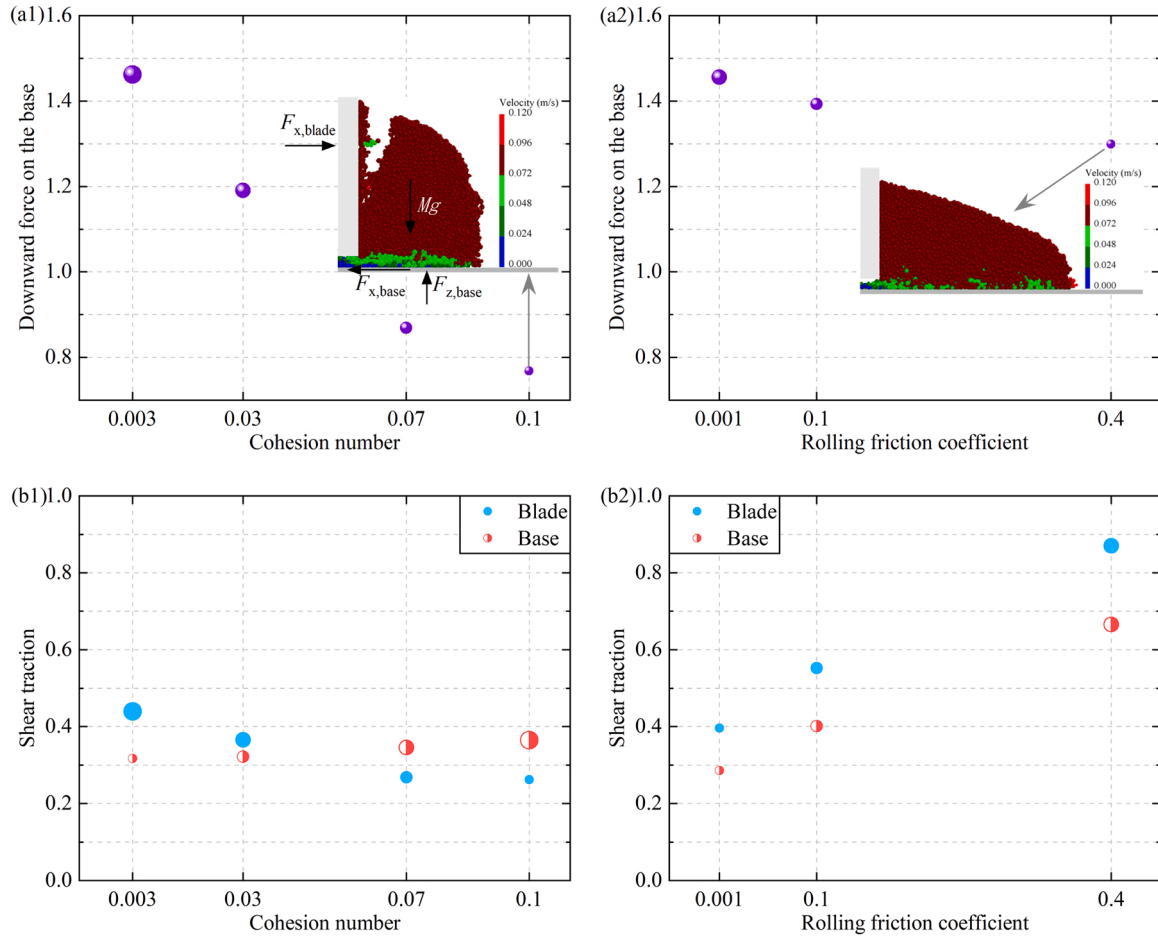 (a1)
1.6
1.4
1.2
1.0
0.8
Downward force on the base
0.003
0.03
0.07
0.1
Cohesion number
Fx,blade
Mg
Fx,base
Fz,base
Velocity (m/s)
0.120
0.096
0.072
0.048
0.024
0.000
(a2)
1.6
1.4
1.2
1.0
0.8
Downward force on the base
0.001
0.1
0.4
Rolling friction coefficient
Velocity (m/s)
0.120
0.096
0.072
0.048
0.024
0.000
(b1)
1.0
0.8
0.6
0.4
0.2
0.0
Shear traction
Blade
Base
0.003
0.03
0.07
0.1
Cohesion number
(b2)
1.0
0.8
0.6
0.4
0.2
0.0
Shear traction
Blade
Base
0.001
0.1
0.4
Rolling friction coefficient